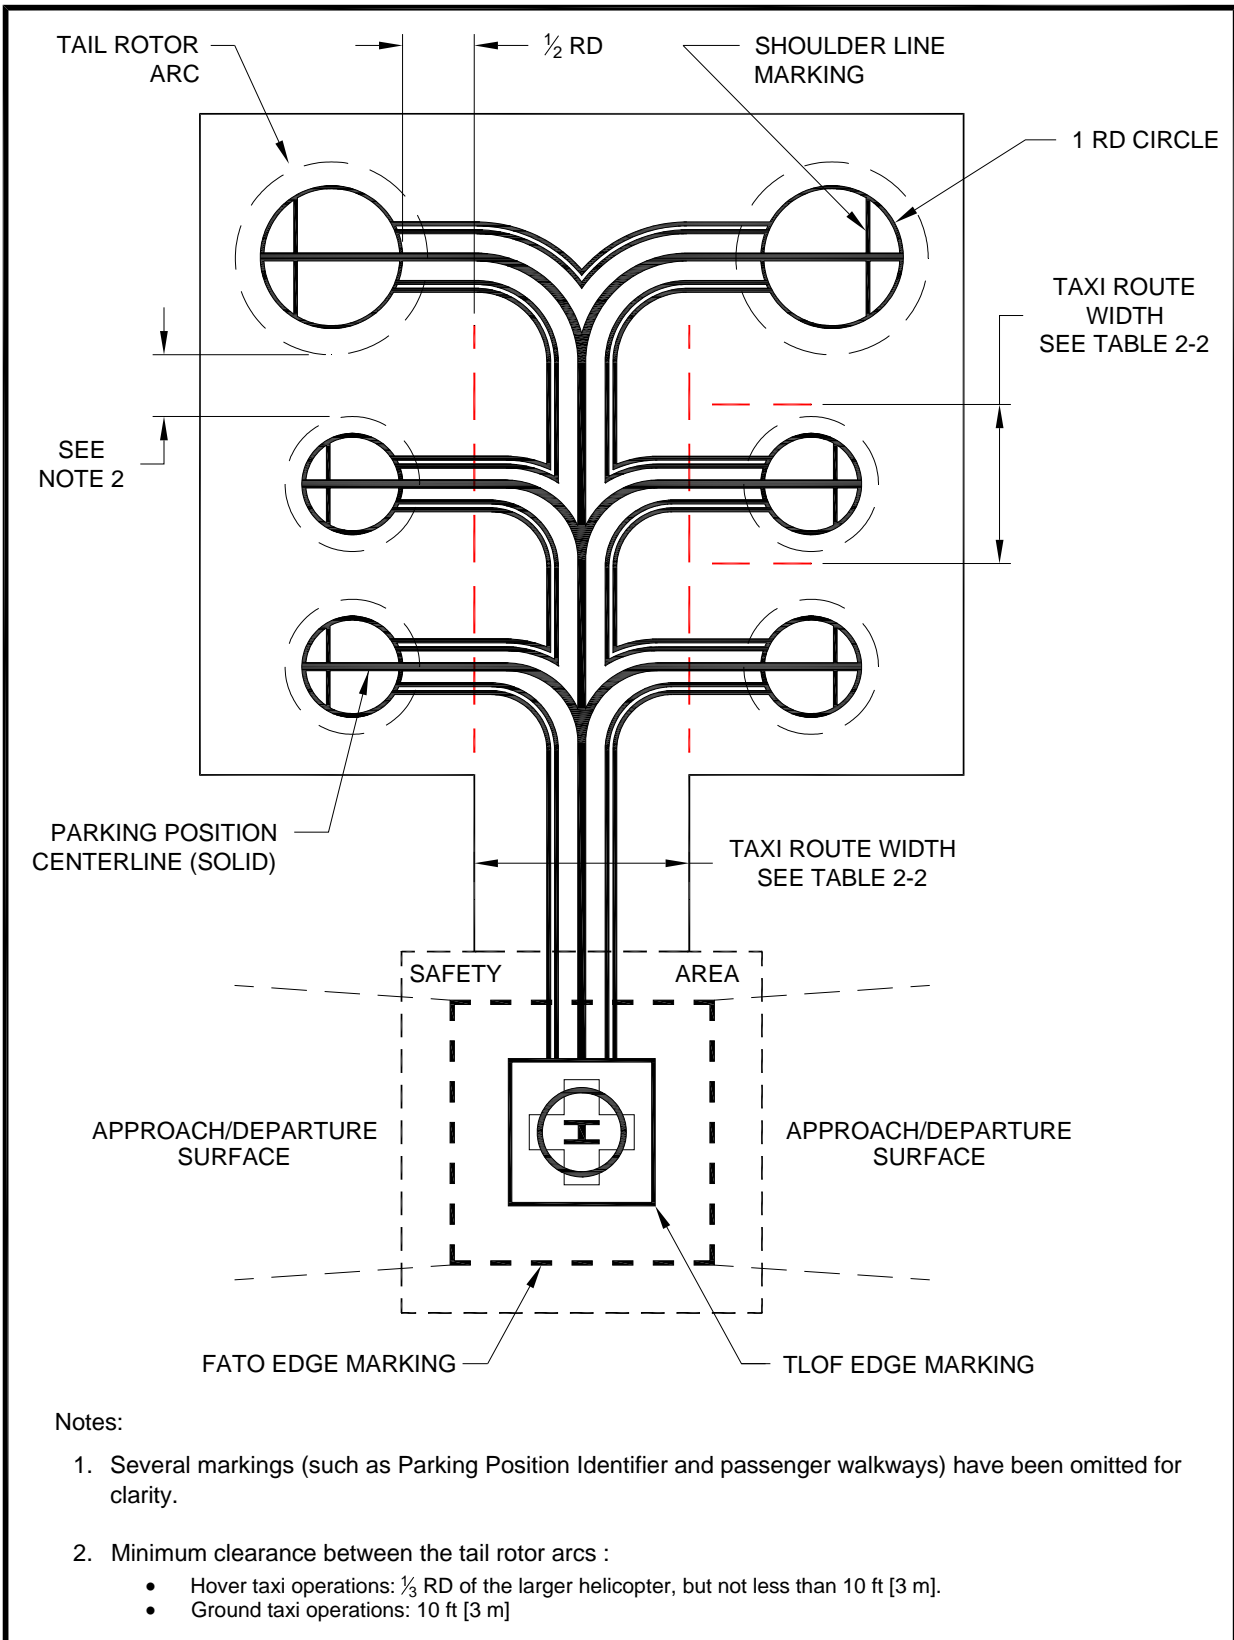 TAIL ROTOR
ARC
½ RD
SHOULDER LINE
MARKING
1 RD CIRCLE
TAXI ROUTE
WIDTH
SEE TABLE 2-2
SEE
NOTE 2
PARKING POSITION
CENTERLINE (SOLID)
TAXI ROUTE WIDTH
SEE TABLE 2-2
SAFETY AREA
APPROACH/DEPARTURE
SURFACE
H
APPROACH/DEPARTURE
SURFACE
FATO EDGE MARKING
TLOF EDGE MARKING
Notes:
1. Several markings (such as Parking Position Identifier and passenger walkways) have been omitted for
clarity.
2. Minimum clearance between the tail rotor arcs :
• Hover taxi operations: ⅓ RD of the larger helicopter, but not less than 10 ft [3 m].
• Ground taxi operations: 10 ft [3 m]